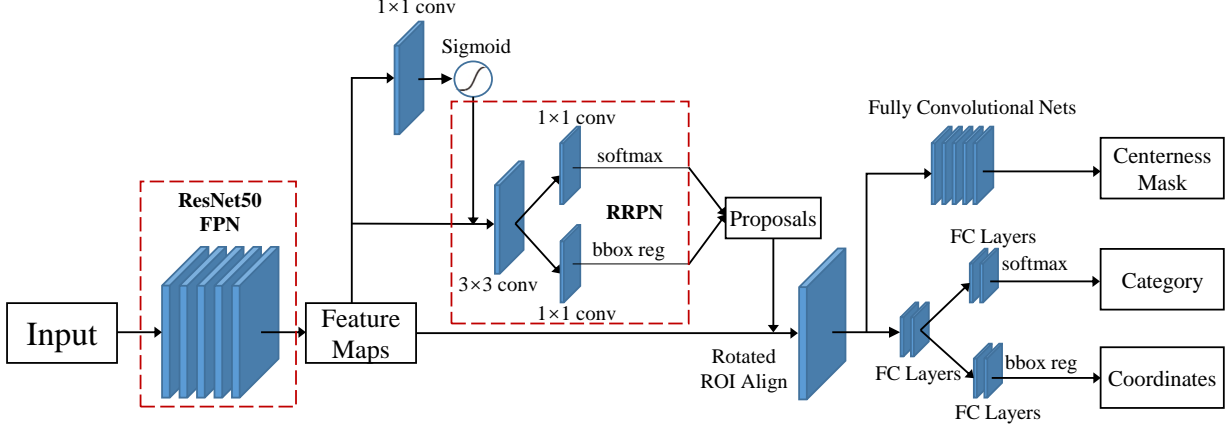 1×1 conv
Sigmoid
1×1 conv
softmax
RRPN
bbox reg
3×3 conv
1×1 conv
ResNet50
FPN
Input
Feature
Maps
Proposals
Rotated
ROI Align
Fully Convolutional Nets
Centerness
Mask
FC Layers
softmax
Category
FC Layers
bbox reg
Coordinates
FC Layers